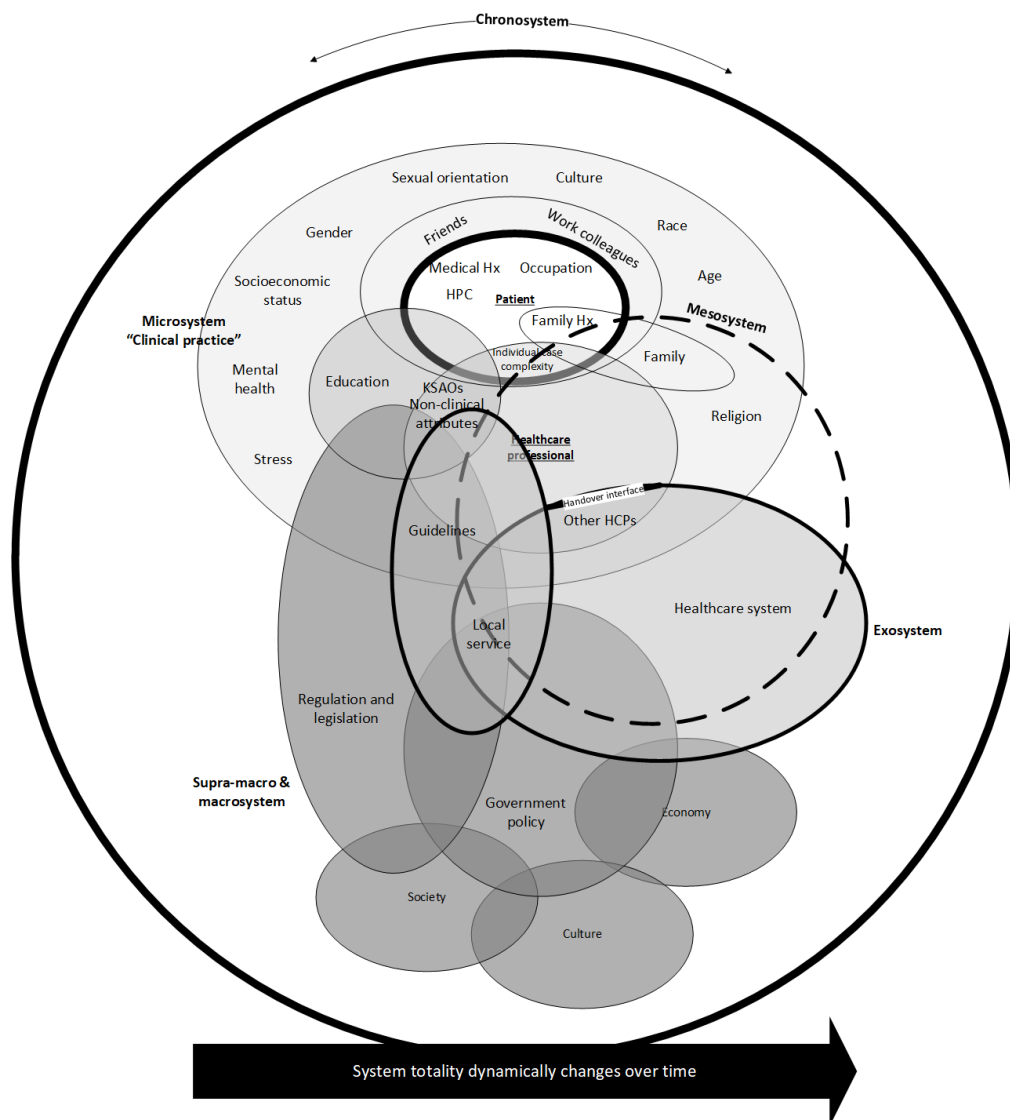 Chronosystem
Sexual orientation
Culture
Gender
Friends
Work colleagues
Race
Medical Hx
Occupation
Age
Socioeconomic
status
HPC
Patient
Mesosystem
Microsystem
“Clinical practice”
Family Hx
Individual case
complexity
Family
Mental
health
Education
KSAOs
Non-clinical
attributes
Religion
Healthcare
professional
Stress
Handover interface
Guidelines
Other HCPs
Healthcare system
Local
service
Exosystem
Regulation and
legislation
Supra-macro &
macrosystem
Government
policy
Economy
Society
Culture
System totality dynamically changes over time